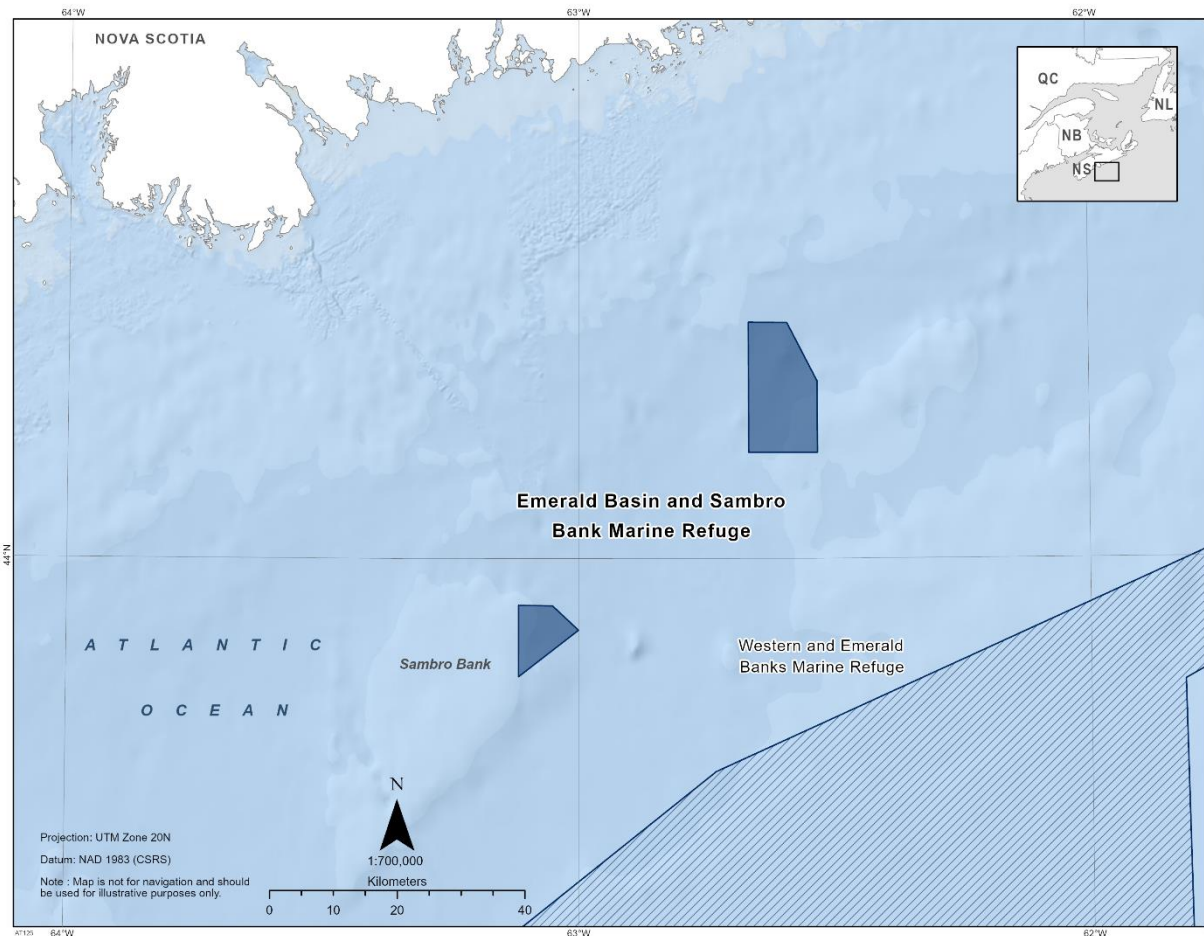 64°W
63°W
62°W
NOVA SCOTIA
QC
NL
NB
NS
Emerald Basin and Sambro
Bank Marine Refuge
44°N
A T L A N T I C
O C E A N
Sambro Bank
Western and Emerald
Banks Marine Refuge
N
1:700,000
Kilometers
0 10 20 40
Projection: UTM Zone 20N
Datum: NAD 1983 (CSRS)
Note : Map is not for navigation and should
be used for illustrative purposes only.
AT125
64°W
63°W
62°W